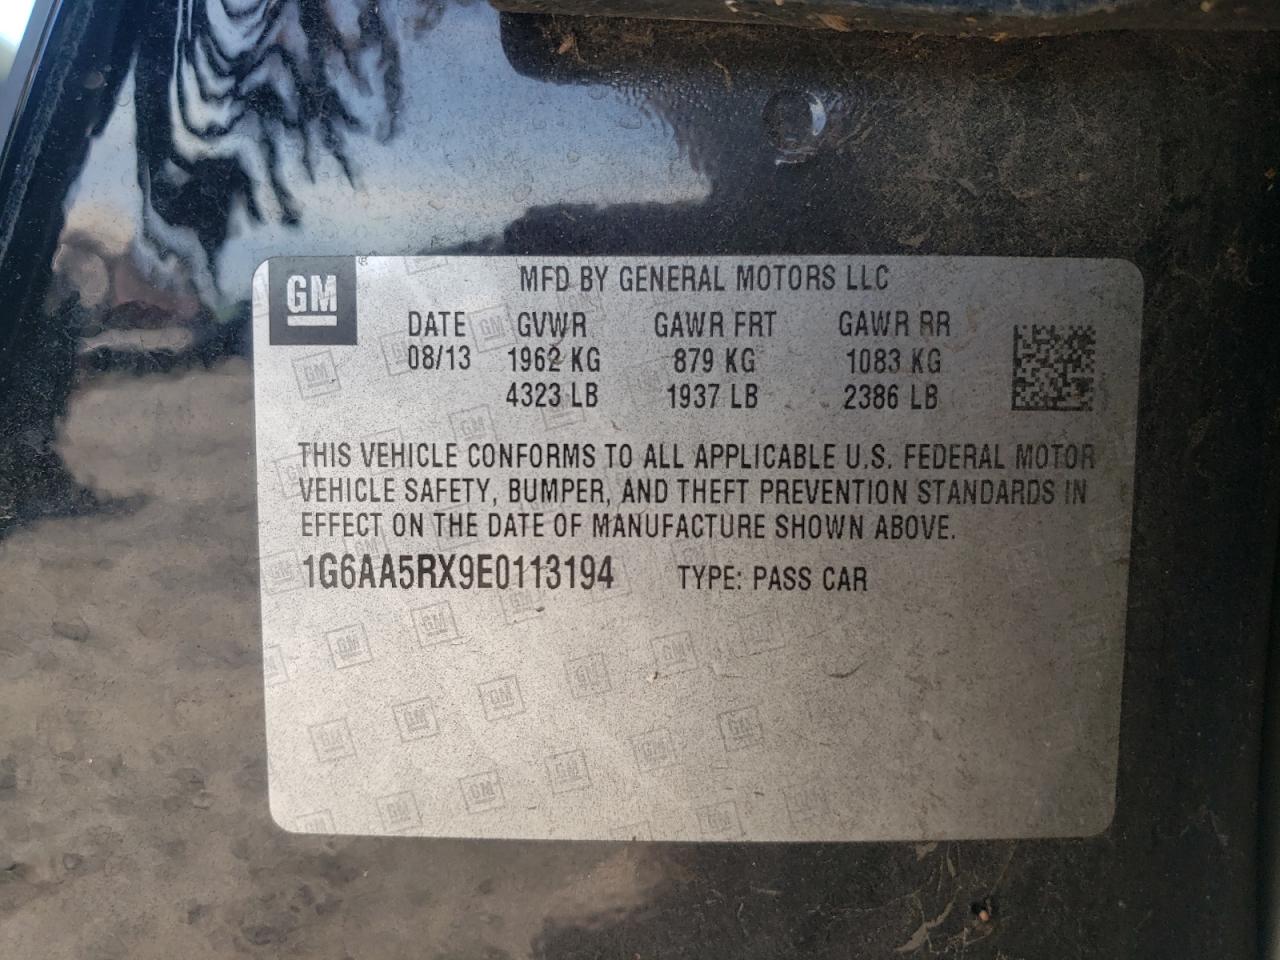 GM
MFD BY GENERAL MOTORS LLC
DATE GVWR GAWR FRT GAWR RR
08/13 1962 KG 879 KG 1083 KG
4323 LB 1937 LB 2386 LB
THIS VEHICLE CONFORMS TO ALL APPLICABLE U.S. FEDERAL MOTOR
VEHICLE SAFETY, BUMPER, AND THEFT PREVENTION STANDARDS IN
EFFECT ON THE DATE OF MANUFACTURE SHOWN ABOVE.
1G6AA5RX9E0113194 TYPE: PASS CAR